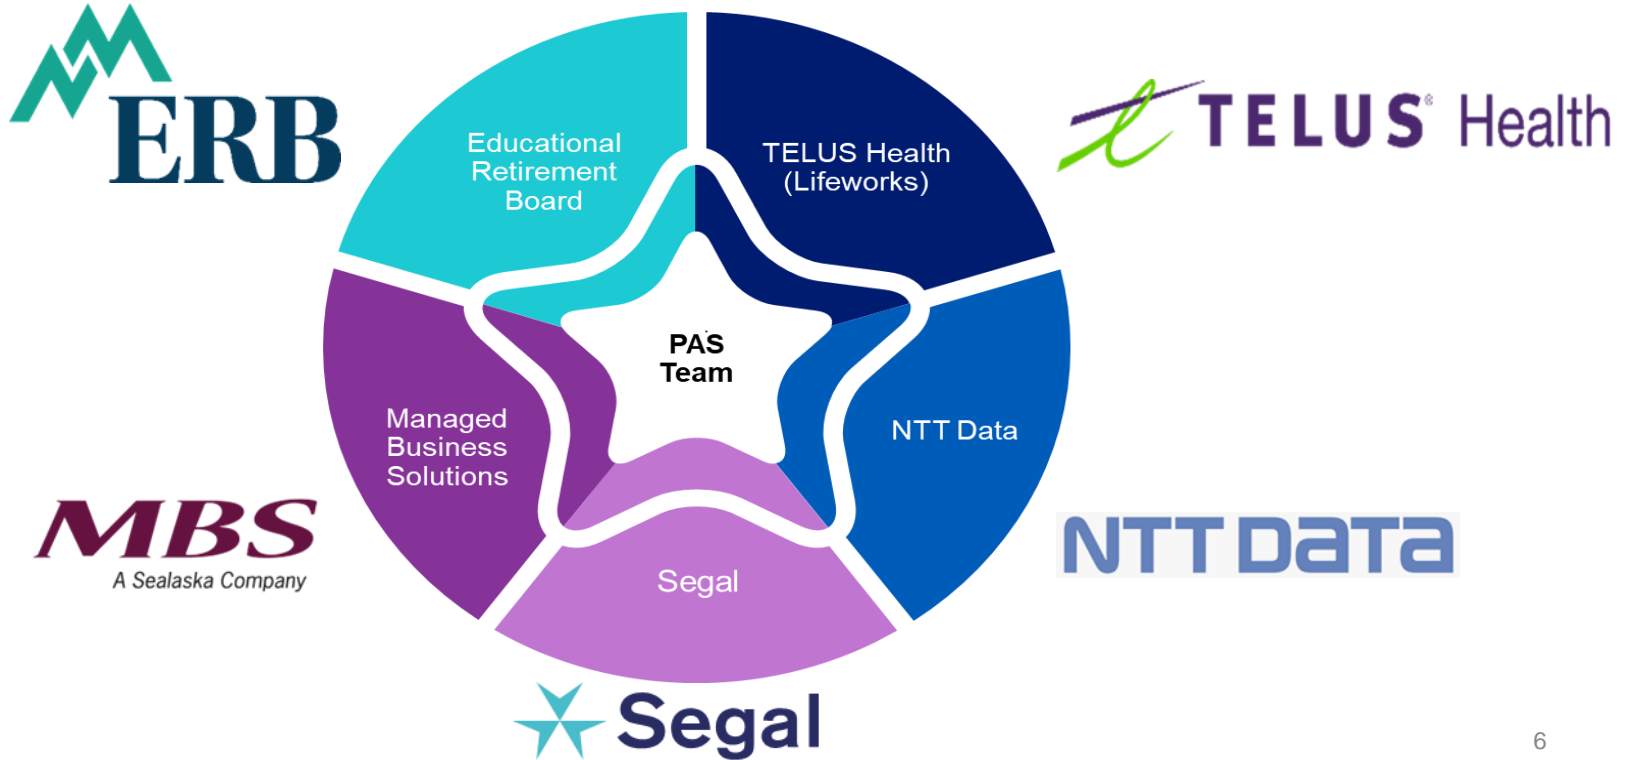 ERB
Educational
Retirement
Board
TELUS Health
(Lifeworks)
TELUS® Health
PAS
Team
Managed
Business
Solutions
NTT Data
MBS
A Sealaska Company
NTT DATA
Segal
Segal
6